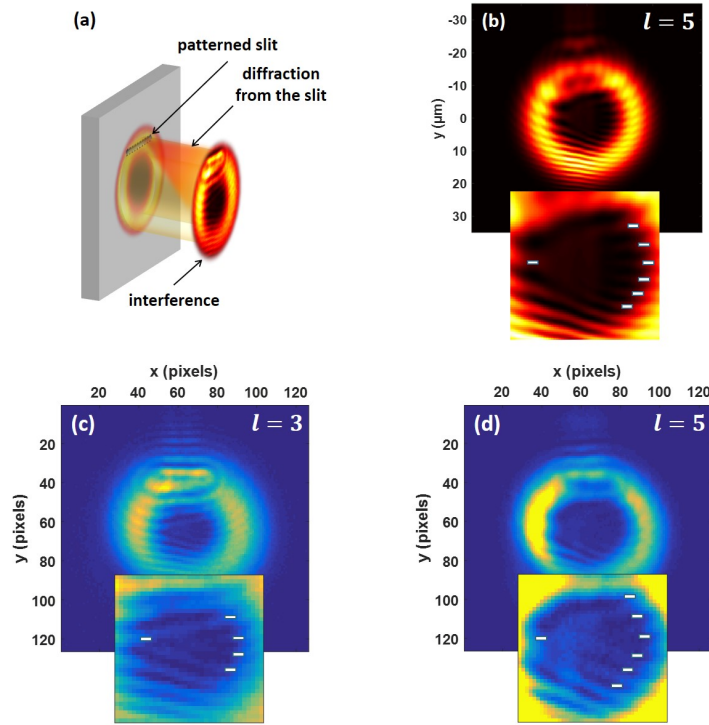 (a)
patterned slit
diffraction
from the slit
interference
(b)
l = 5
-30
-20
-10
0
10
20
30
y (µm)
x (pixels)
20 40 60 80 100 120
(c)
l = 3
20
40
60
80
100
120
y (pixels)
x (pixels)
20 40 60 80 100 120
(d)
l = 5
20
40
60
80
100
120
y (pixels)